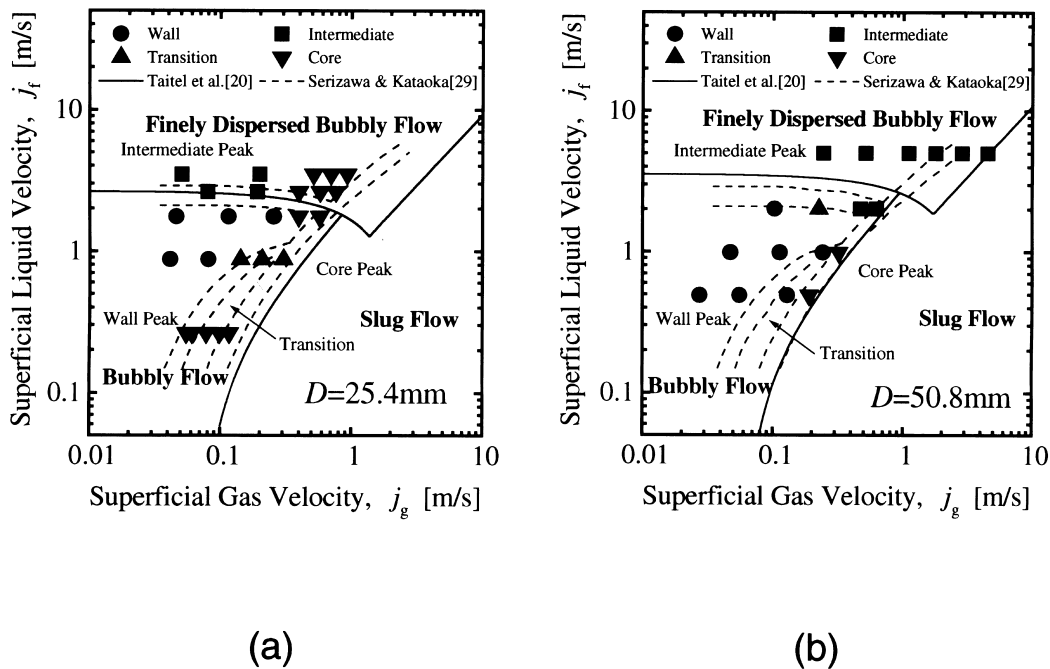 Wall Intermediate
Transition Core
Taitel et al.[20] Serizawa & Kataoka[29]
Finely Dispersed Bubbly Flow
Intermediate Peak
Core Peak
Wall Peak
Slug Flow
Transition
Bubbly Flow
D=25.4mm
10
1
0.1
0.01 0.1 1 10
Superficial Liquid Velocity, jf [m/s]
Superficial Gas Velocity, jg [m/s]
(a)
Wall Intermediate
Transition Core
Taitel et al.[20] Serizawa & Kataoka[29]
Finely Dispersed Bubbly Flow
Intermediate Peak
Core Peak
Wall Peak
Slug Flow
Transition
Bubbly Flow
D=50.8mm
10
1
0.1
0.01 0.1 1 10
Superficial Liquid Velocity, jf [m/s]
Superficial Gas Velocity, jg [m/s]
(b)